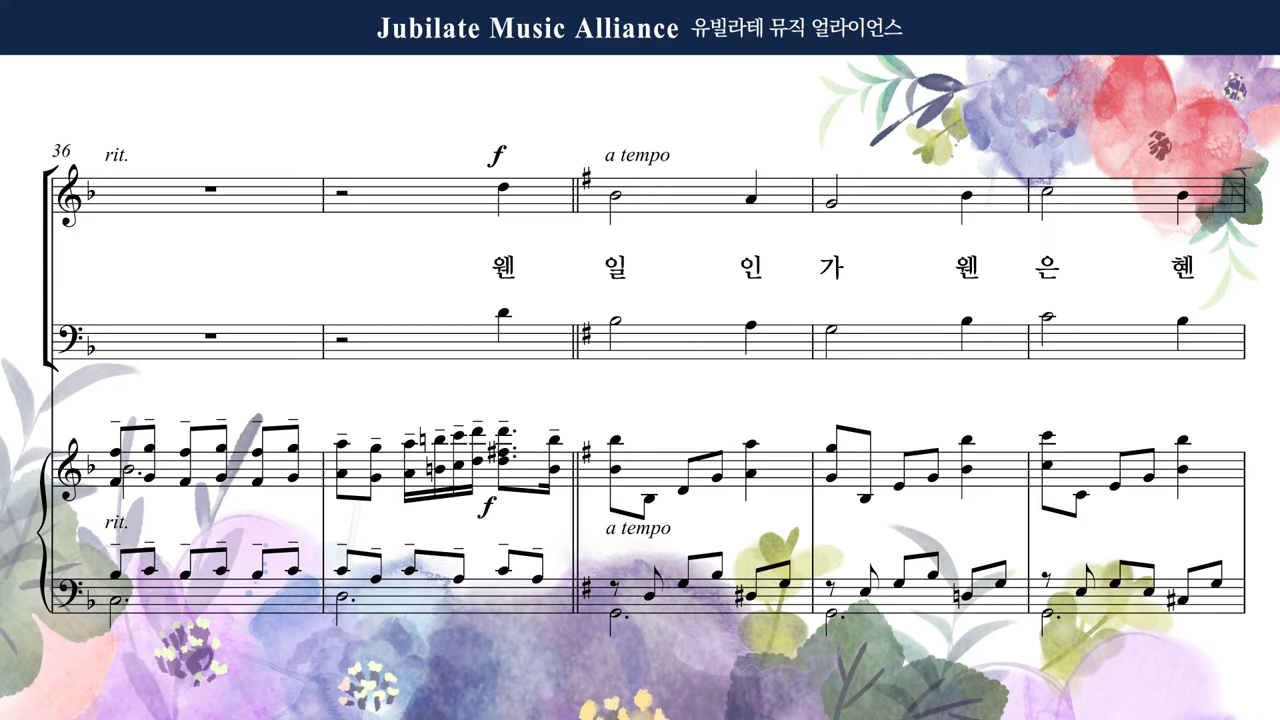 Jubilate Music Alliance 유빌라테 뮤직 얼라이언스
36 rit. f a tempo
웬 일 인 가 웬 은 혠
f
rit. a tempo